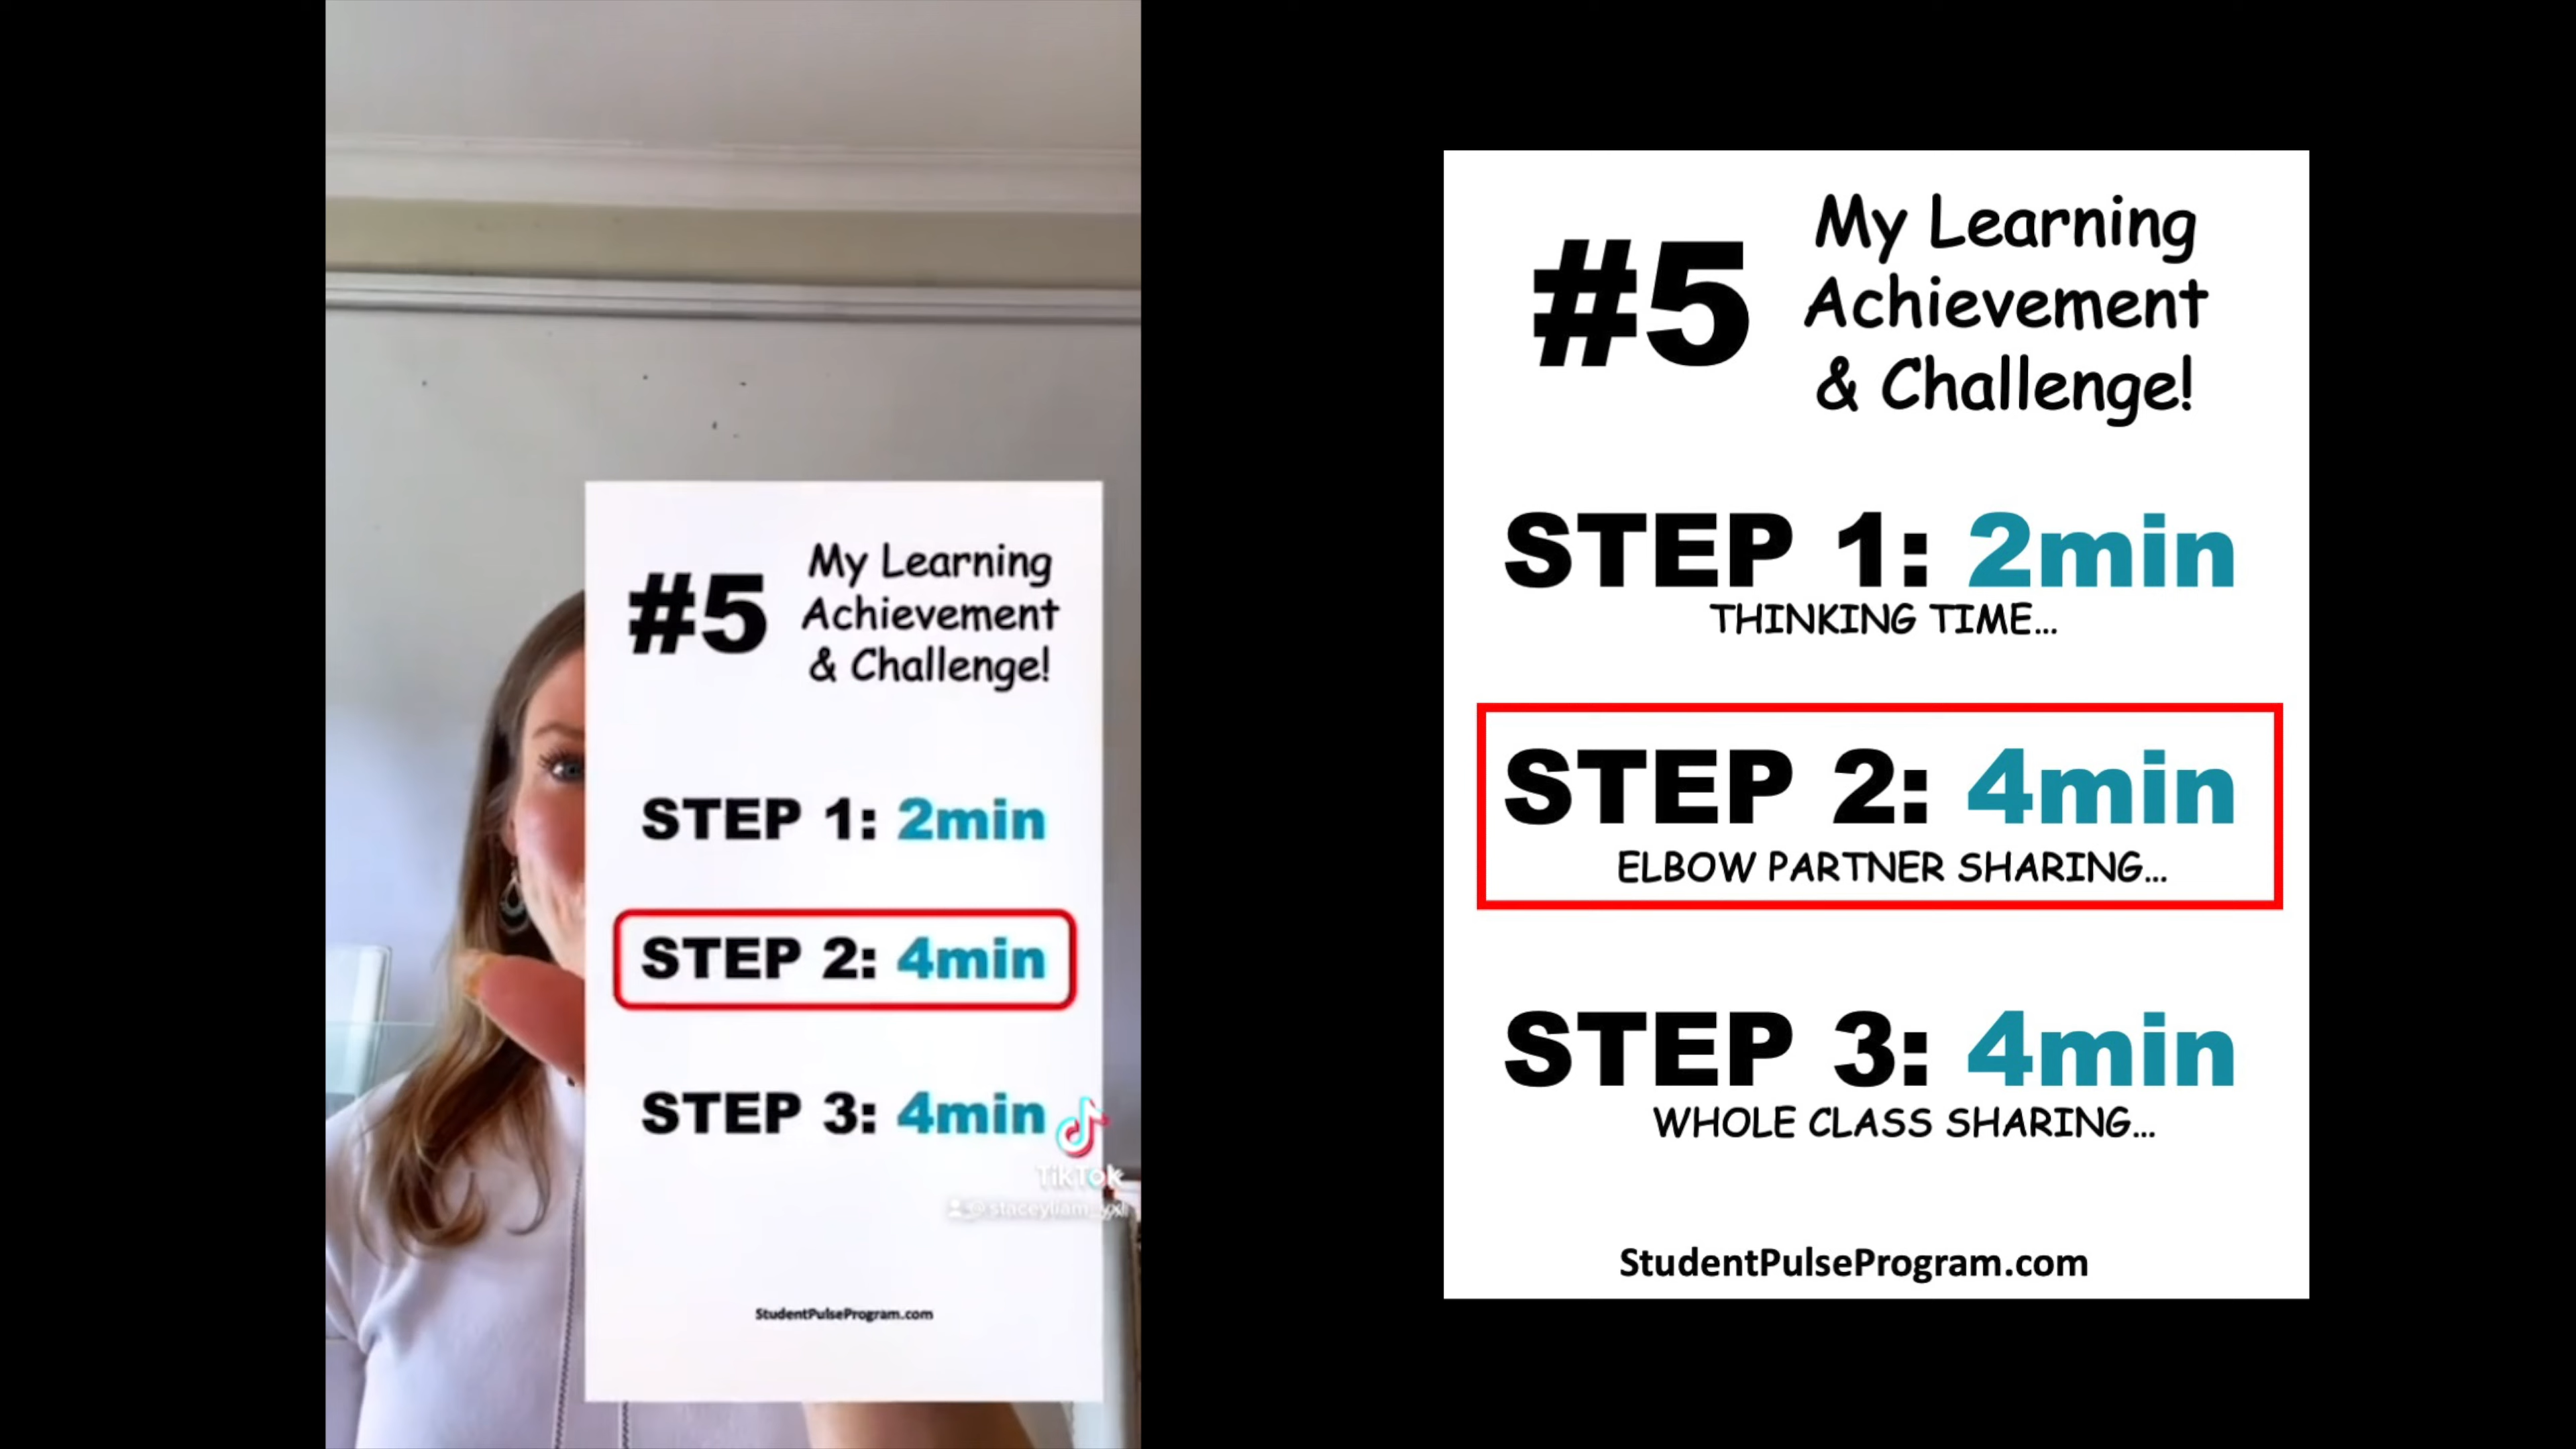 My Learning
#5
Achievement
& Challenge!
STEP 1: 2min
STEP 2: 4min
STEP 3: 4min
TikTok
StudentPulseProgram.com
My Learning
#5
Achievement
& Challenge!
STEP 1: 2min
THINKING TIME...
STEP 2: 4min
ELBOW PARTNER SHARING...
STEP 3: 4min
WHOLE CLASS SHARING...
StudentPulseProgram.com